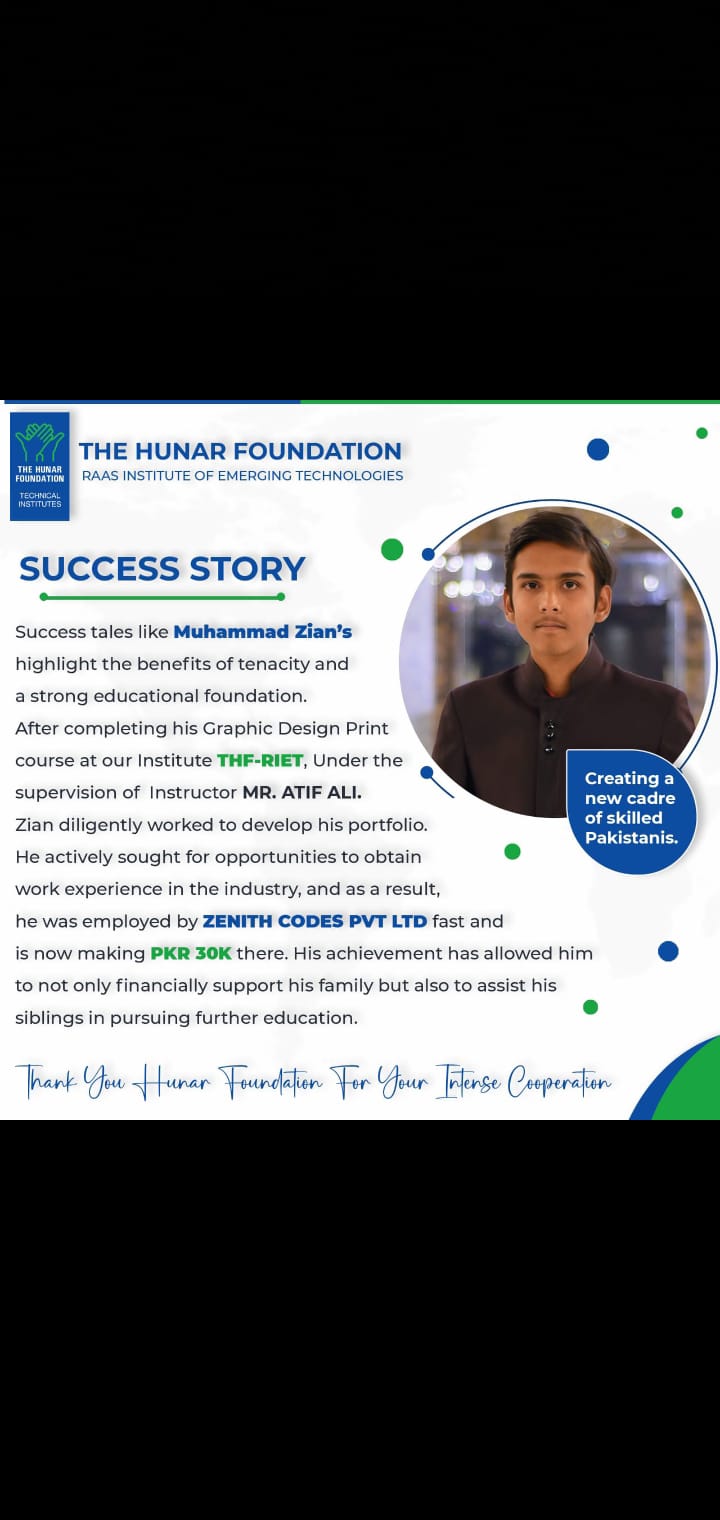 THE HUNAR
FOUNDATION
TECHNICAL
INSTITUTES
THE HUNAR FOUNDATION
RAAS INSTITUTE OF EMERGING TECHNOLOGIES
SUCCESS STORY
Success tales like Muhammad Zian's
highlight the benefits of tenacity and
a strong educational foundation.
After completing his Graphic Design Print
course at our Institute THF-RIET, Under the
supervision of Instructor MR. ATIF ALI.
Zian diligently worked to develop his portfolio.
He actively sought for opportunities to obtain
work experience in the industry, and as a result,
he was employed by ZENITH CODES PVT LTD fast and
is now making PKR 30K there. His achievement has allowed him
to not only financially support his family but also to assist his
siblings in pursuing further education.
Creating a
new cadre
of skilled
Pakistanis.
Thank You Hunar Foundation For Your Intense Cooperation